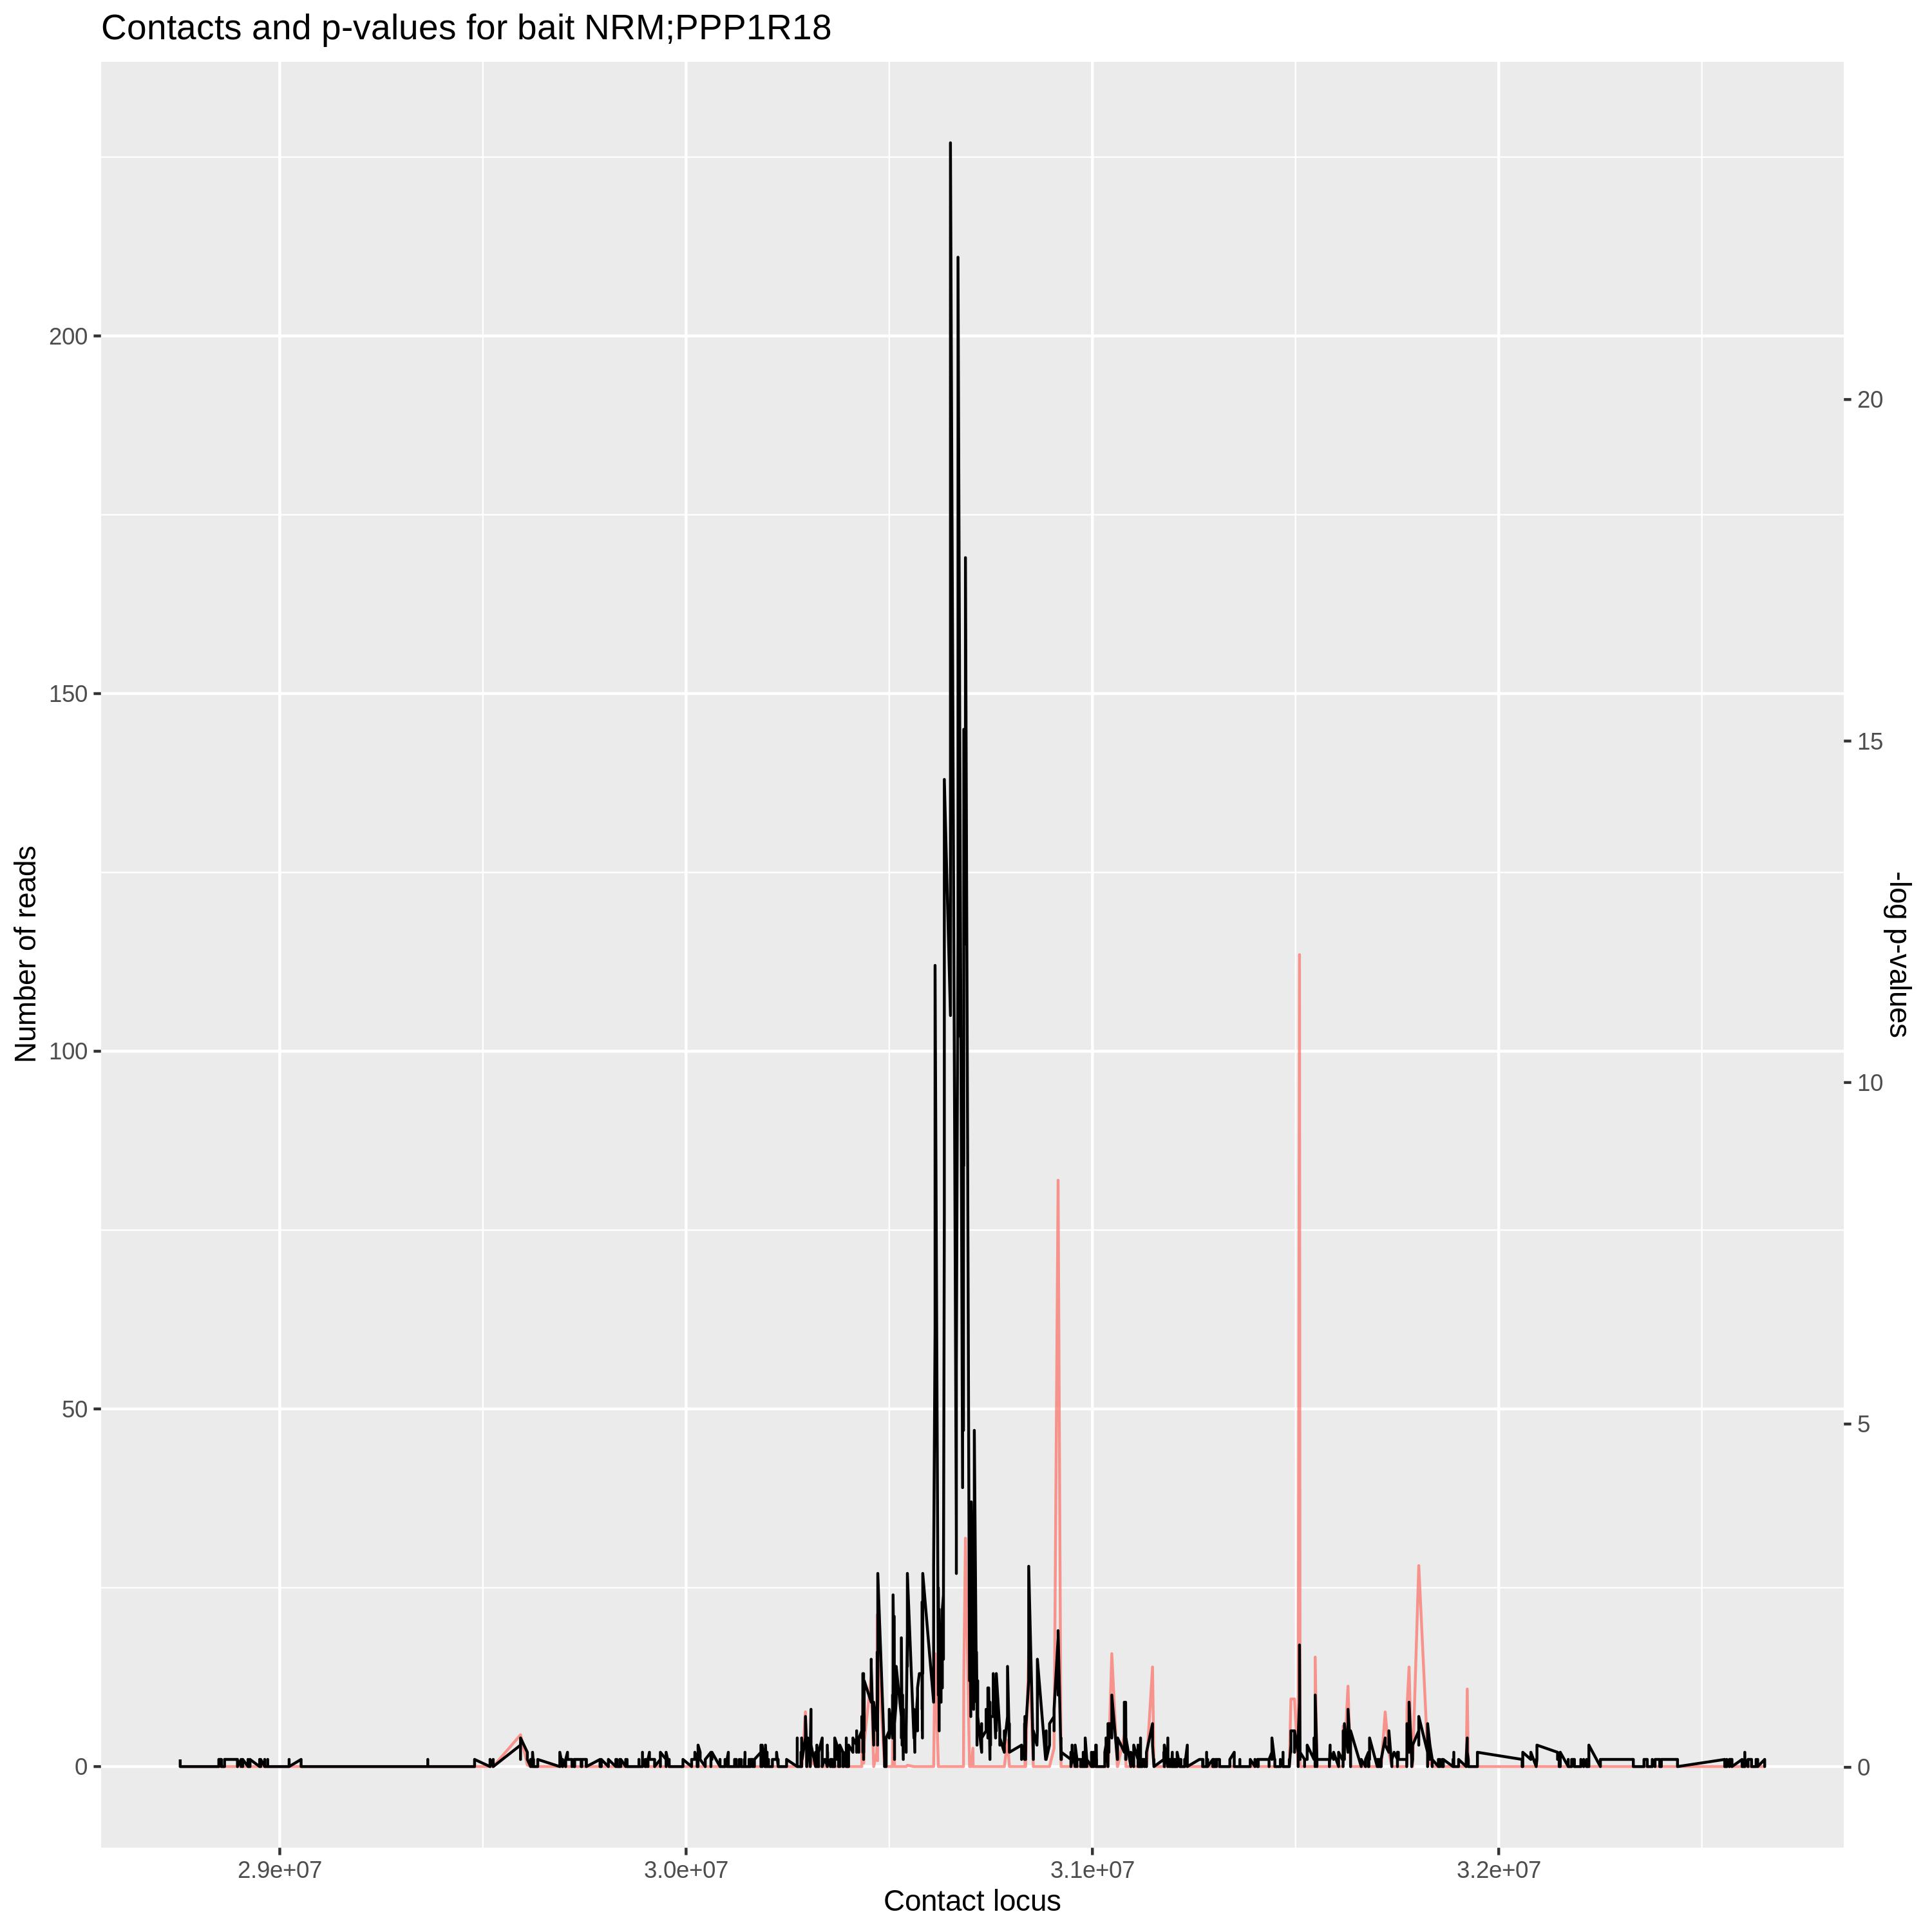 Contacts and p-values for bait NRM;PPP1R18
Number of reads
200
150
100
50
0
20
15
10
5
0
-log p-values
2.9e+07
3.0e+07
3.1e+07
3.2e+07
Contact locus